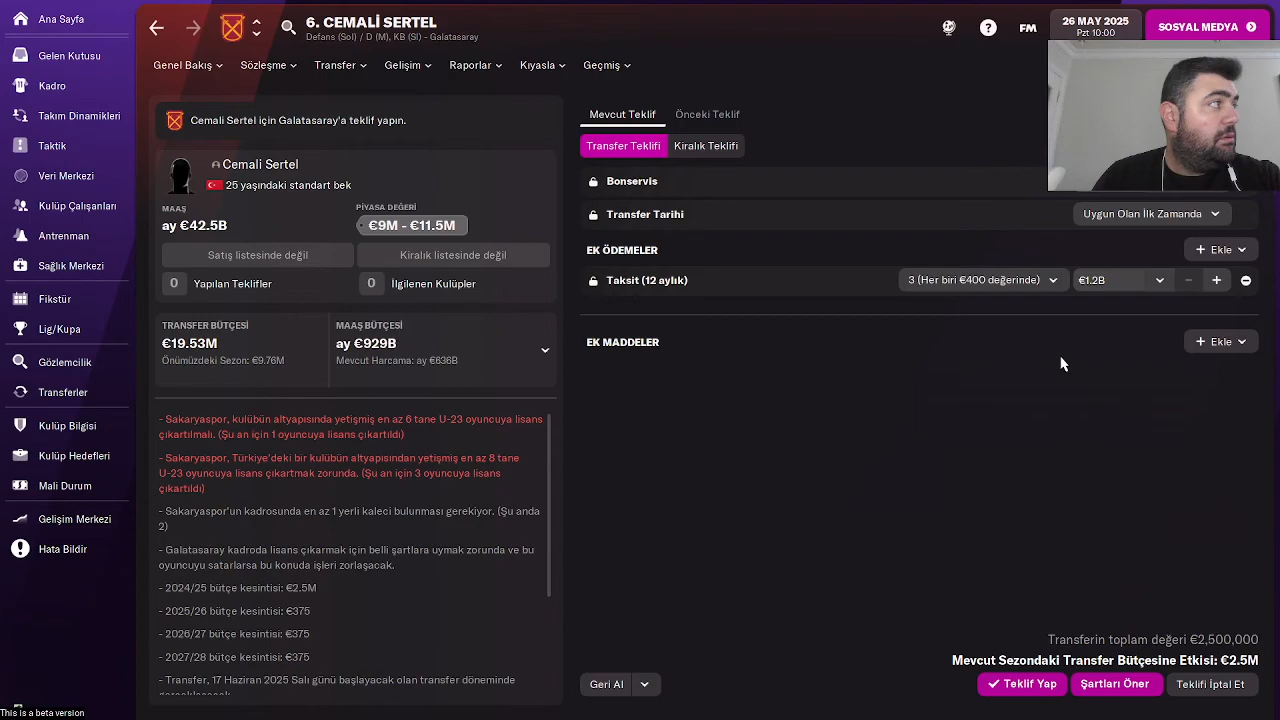 Ana Sayfa
Gelen Kutusu
Kadro
Takım Dinamikleri
Taktik
Veri Merkezi
Kulüp Çalışanları
Antrenman
Sağlık Merkezi
Fikstür
Lig/Kupa
Gözlemcilik
Transferler
Kulüp Bilgisi
Kulüp Hedefleri
Mali Durum
Gelişim Merkezi
Hata Bildir
This is a beta version
6. CEMALİ SERTEL
Defans (Sol) / D (M), KB (Sl) - Galatasaray
FM
26 MAY 2025
Pzt 10:00
SOSYAL MEDYA
Genel Bakış
Sözleşme
Transfer
Gelişim
Raporlar
Kıyasla
Geçmiş
Cemali Sertel için Galatasaray'a teklif yapın.
Cemali Sertel
25 yaşındaki standart bek
MAAŞ
ay €42.5B
PİYASA DEĞERİ
€9M - €11.5M
Satış listesinde değil
Kiralık listesinde değil
0 Yapılan Teklifler
0 İlgilenen Kulüpler
TRANSFER BÜTÇESİ
€19.53M
Önümüzdeki Sezon: €9.76M
MAAŞ BÜTÇESİ
ay €929B
Mevcut Harcama: ay €636B
- Sakaryaspor, kulübün altyapısında yetişmiş en az 6 tane U-23 oyuncuya lisans
çıkartılmalı. (Şu an için 1 oyuncuya lisans çıkartıldı)
- Sakaryaspor, Türkiye'deki bir kulübün altyapısından yetişmiş en az 8 tane
U-23 oyuncuya lisans çıkartmak zorunda. (Şu an için 3 oyuncuya lisans
çıkartıldı)
- Sakaryaspor'un kadrosunda en az 1 yerli kaleci bulunması gerekiyor. (Şu anda
2)
- Galatasaray kadroda lisans çıkarmak için belli şartlara uymak zorunda ve bu
oyuncuyu satarlarsa bu konuda işleri zorlaşacak.
- 2024/25 bütçe kesintisi: €2.5M
- 2025/26 bütçe kesintisi: €375
- 2026/27 bütçe kesintisi: €375
- 2027/28 bütçe kesintisi: €375
- Transfer, 17 Haziran 2025 Salı günü başlayacak olan transfer döneminde
Mevcut Teklif
Önceki Teklif
Transfer Teklifi
Kiralık Teklifi
Bonservis
Transfer Tarihi
Uygun Olan İlk Zamanda
EK ÖDEMELER
+ Ekle
Taksit (12 aylık)
3 (Her biri €400 değerinde)
€1.2B
EK MADDELER
+ Ekle
Transferin toplam değeri €2,500,000
Mevcut Sezondaki Transfer Bütçesine Etkisi: €2.5M
Geri Al
Teklif Yap
Şartları Öner
Teklifi İptal Et